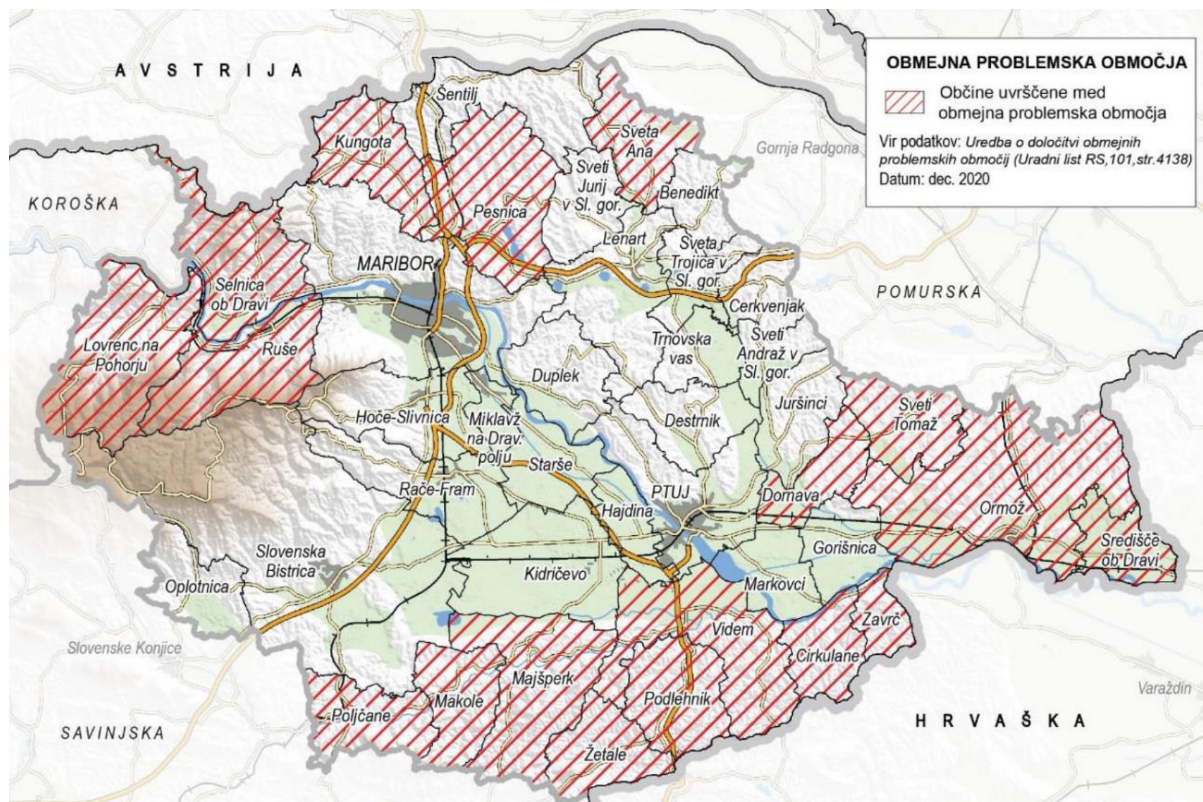 AVSTRIJA
OBMEJNA PROBLEMSKA OBMOČJA
Občine uvrščene med
obmejna problemska območja
Vir podatkov: Uredba o določitvi obmejnih
problemskih območij (Uradni list RS,101,str.4138)
Datum: dec. 2020
Šentilj
Kungota
Sveta
Ana
Gornja Radgona
Sveti
Jurij
v Sl. gor.
Benedikt
KOROŠKA
Pesnica
Lenart
Sveta
Trojica v
Sl. gor.
MARIBOR
Selnica
ob Dravi
POMURSKA
Cerkvenjak
Lovrenc na
Pohorju
Ruše
Trnovska
vas
Sveti
Andraž v
Sl. gor.
Duplek
Juršinci
Hoče-Slivnica
Miklavž
na Drav.
polju
Destrnik
Sveti
Tomaž
Starše
Rače-Fram
PTUJ
Dornava
Hajdina
Ormož
Gorišnica
Središče
ob Dravi
Slovenska
Bistrica
Oplotnica
Kidričevo
Markovci
Zavrč
Videm
Cirkulane
Slovenske Konjice
Majšperk
Makole
Podlehnik
Poljčane
Varaždin
SAVINJSKA
HRVAŠKA
Žetale